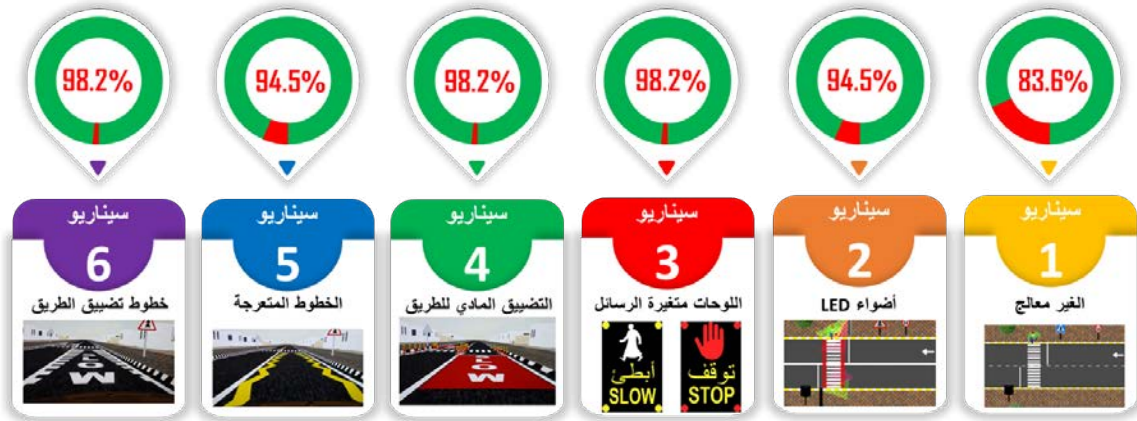 83.6%
94.5%
98.2%
98.2%
94.5%
98.2%
سيناريو
1
الغير معالج
سيناريو
2
أضواء LED
سيناريو
3
اللوحات متغيرة الرسائل
توقف
STOP
أبطئ
SLOW
سيناريو
4
التضييق المادي للطريق
SLOW
سيناريو
5
الخطوط المتعرجة
سيناريو
6
خطوط تضييق الطريق
SLOW